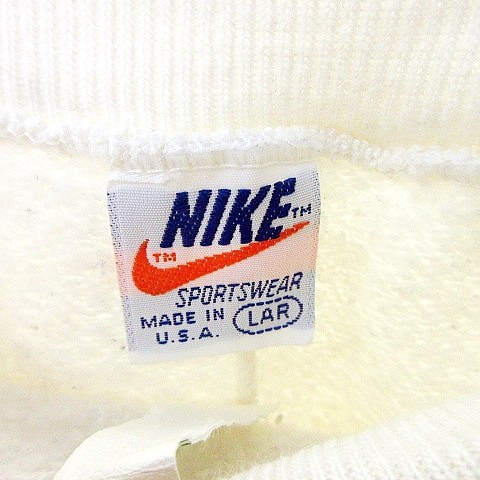 NIKE™
™
SPORTSWEAR
MADE IN
U.S.A. LAR